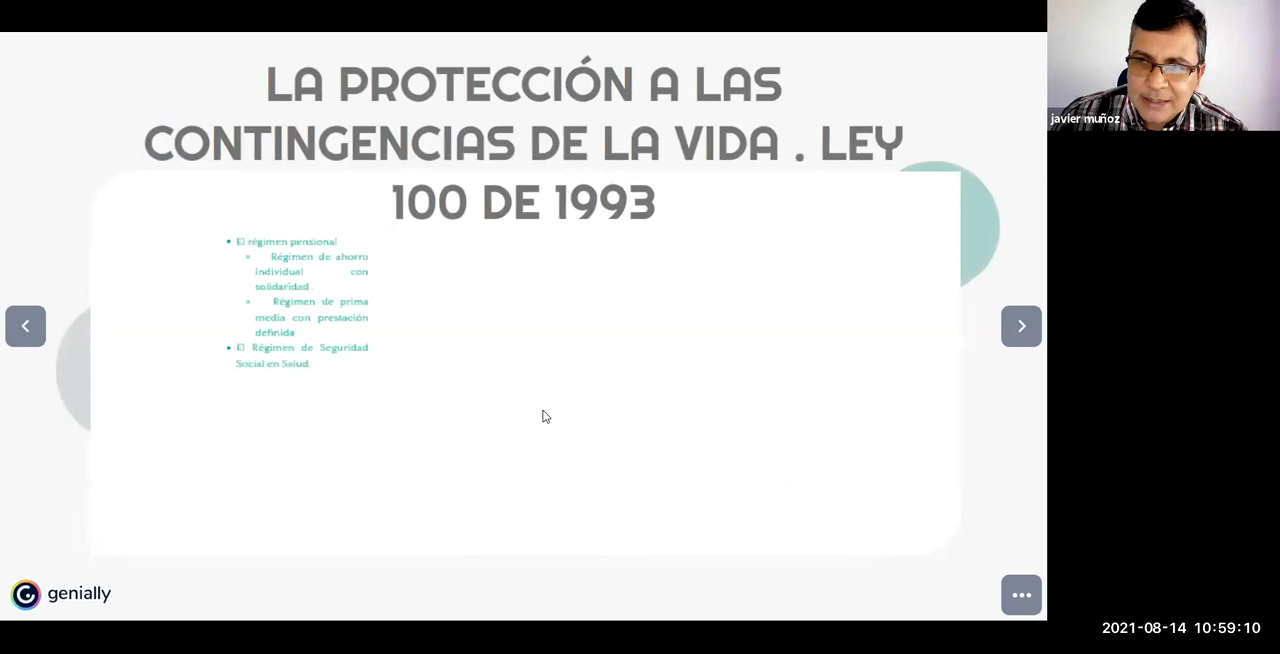 LA PROTECCIÓN A LAS
CONTINGENCIAS DE LA VIDA . LEY
100 DE 1993
• El régimen pensional
◦ Régimen de ahorro
individual con
solidaridad .
◦ Régimen de prima
media con prestación
definida
• El Régimen de Seguridad
Social en Salud.
genially
javier muñoz
2021-08-14 10:59:10